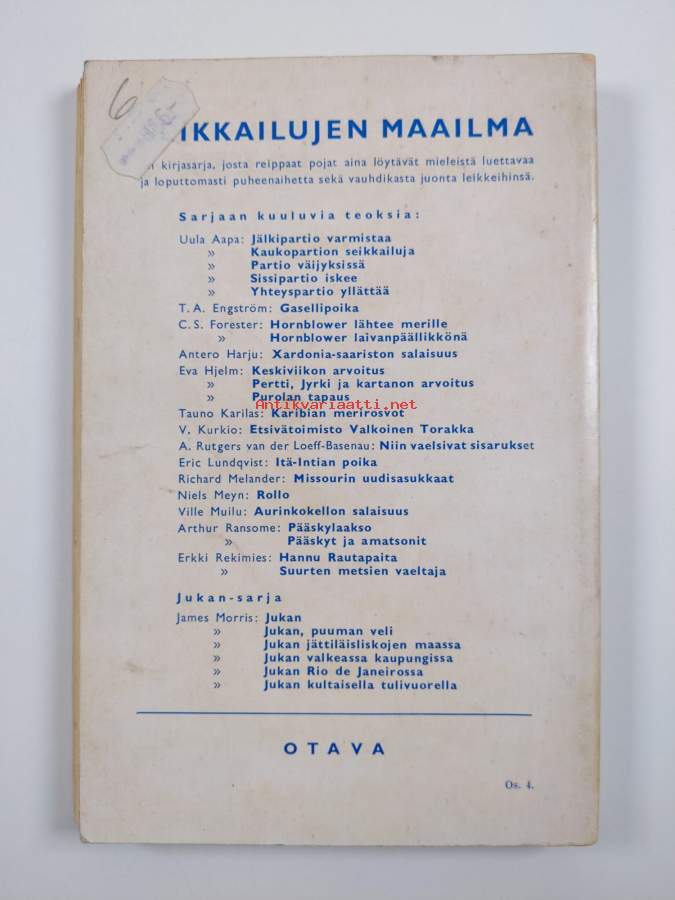 6
IKKAILUJEN MAAILMA
kirjasarja, josta reippaat pojat aina löytävät mieleistä luettavaa
ja loputtomasti puheenaihetta sekä vauhdikasta juonta leikkeihinsä.
Sarjaan kuuluvia teoksia:
Uula Aapa: Jälkipartio varmistaa
» Kaukopartion seikkailuja
» Partio väijyksissä
» Sissipartio iskee
» Yhteyspartio yllättää
T. A. Engström: Gasellipoika
C. S. Forester: Hornblower lähtee merille
» Hornblower laivanpäällikkönä
Antero Harju: Xardonia-saariston salaisuus
Eva Hjelm: Keskiviikon arvoitus
» Pertti, Jyrki ja kartanon arvoitus
» Purolan tapaus
Antikvariaatti.net
Tauno Karilas: Karibian merirosvot
V. Kurkio: Etsivätoimisto Valkoinen Torakka
A. Rutgers van der Loeff-Basenau: Niin vaelsivat sisarukset
Eric Lundqvist: Itä-Intian poika
Richard Melander: Missourin uudisasukkaat
Niels Meyn: Rollo
Ville Muilu: Aurinkokellon salaisuus
Arthur Ransome: Pääskylaakso
» Pääskyt ja amatsonit
Erkki Rekimies: Hannu Rautapaita
» Suurten metsien vaeltaja
Jukan-sarja
James Morris: Jukan
» Jukan, puuman veli
» Jukan jättiläisliskojen maassa
» Jukan valkeassa kaupungissa
» Jukan Rio de Janeirossa
» Jukan kultaisella tulivuorella
OTAVA
Os. 4.